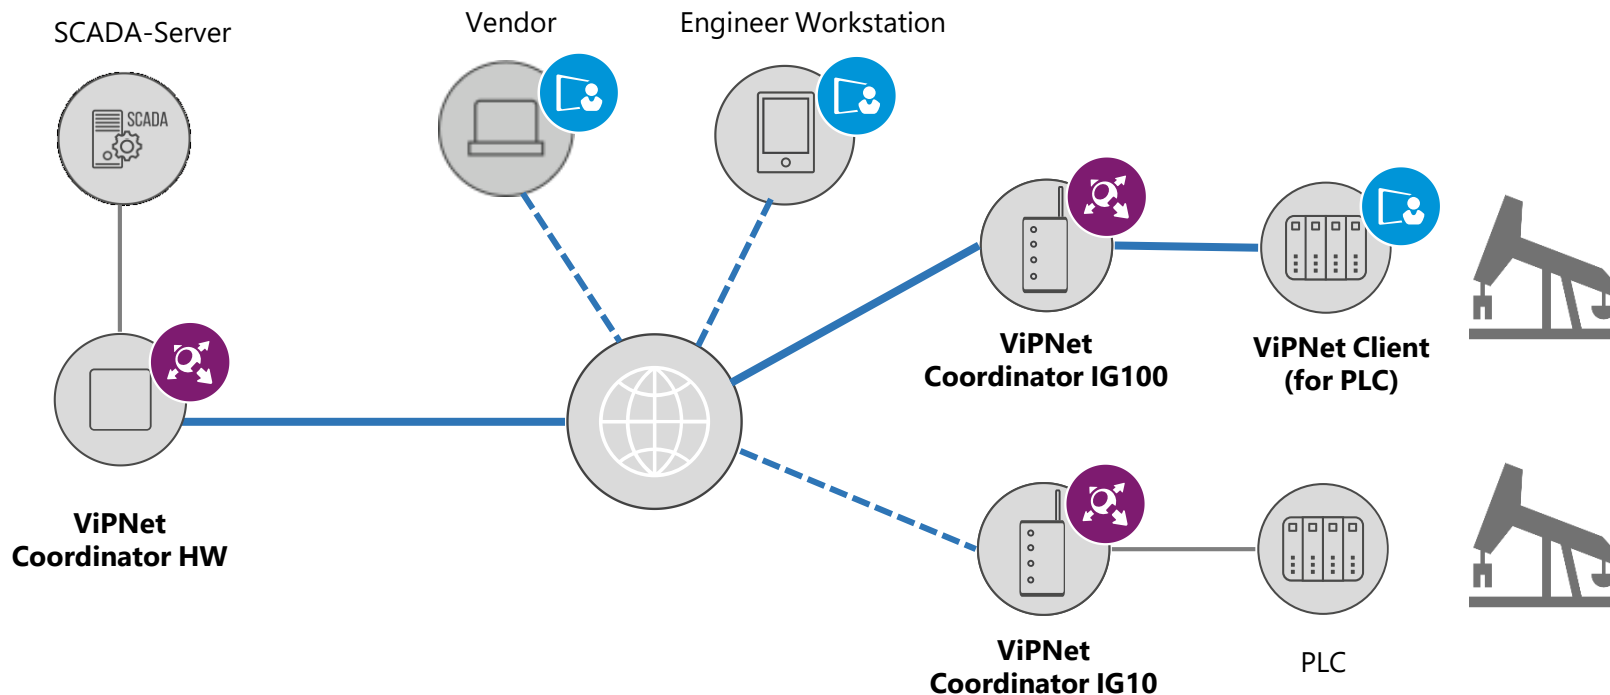 SCADA-Server
Vendor
Engineer Workstation
SCADA
ViPNet
Coordinator HW
ViPNet
Coordinator IG100
ViPNet Client
(for PLC)
ViPNet
Coordinator IG10
PLC